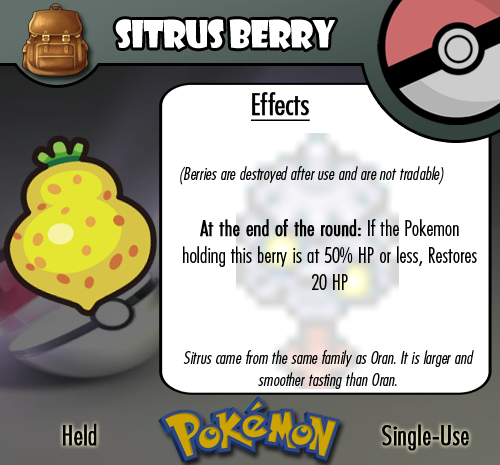 SITRUS BERRY
Effects
(Berries are destroyed after use and are not tradable)
At the end of the round: If the Pokemon
holding this berry is at 50% HP or less, Restores
20 HP
Sitrus came from the same family as Oran. It is larger and
smoother tasting than Oran.
Held
POKéMON
Single-Use